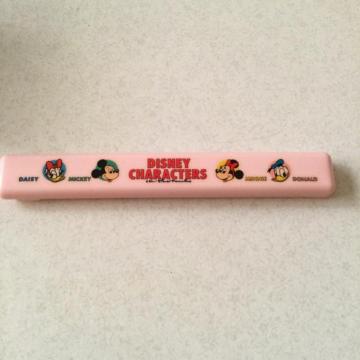 DISNEY
CHARACTERS
DAISY MICKEY MINNIE DONALD